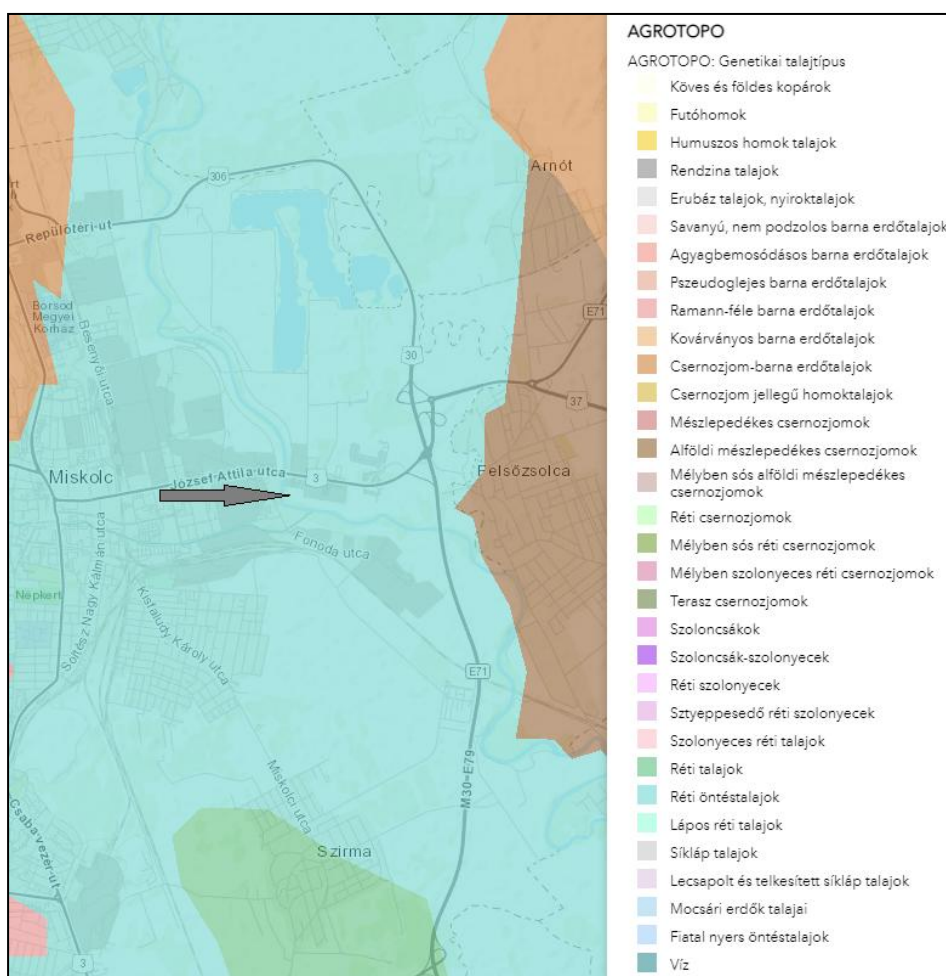 AGROTOPO
AGROTOPO: Genetikai talajtípus
Köves és földes kopárok
Futóhomok
Humuszos homok talajok
Rendzina talajok
Erubáz talajok, nyiroktalajok
Savanyú, nem podzolos barna erdőtalajok
Agyagbemosódásos barna erdőtalajok
Pszeudoglejes barna erdőtalajok
Ramann-féle barna erdőtalajok
Kovárványos barna erdőtalajok
Csernozjom-barna erdőtalajok
Csernozjom jellegű homoktalajok
Mészlepedékes csernozjomok
Alföldi mészlepedékes csernozjomok
Mélyben sós alföldi mészlepedékes
csernozjomok
Réti csernozjomok
Mélyben sós réti csernozjomok
Mélyben szolonyeces réti csernozjomok
Terasz csernozjomok
Szoloncsákok
Szoloncsák-szolonyecek
Réti szolonyecek
Sztyeppesedő réti szolonyecek
Szolonyeces réti talajok
Réti talajok
Réti öntéstalajok
Lápos réti talajok
Síkláp talajok
Lecsapolt és telkesített síkláp talajok
Mocsári erdők talajai
Fiatal nyers öntéstalajok
Víz
Arnót
306
Repülőtéri út
Borsod
Megyei
Kórház
Besenyői utca
E71
30
37
Miskolc
József Attila utca
3
Felsőzsolca
Fonoda utca
Soltész Nagy Kálmán utca
Népkert
Kisfaludy Károly utca
E71
M30=E79
Miskolci utca
Szirma
Csaba vezér út
3